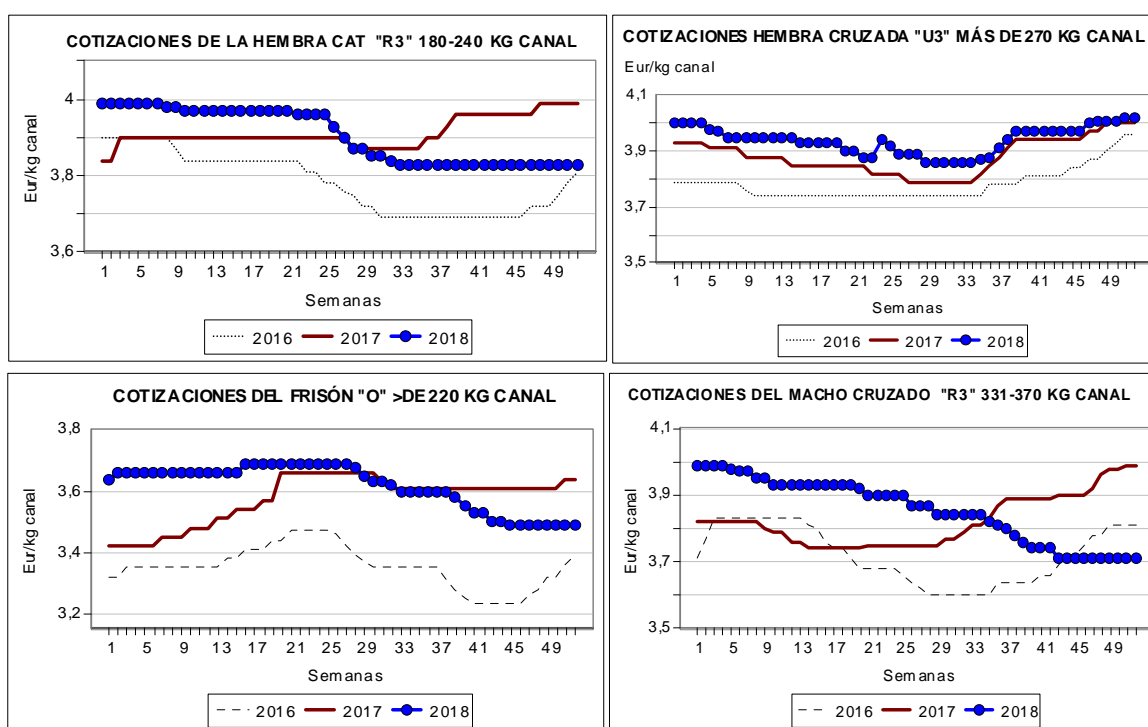 COTIZACIONES DE LA HEMBRA CAT "R3" 180-240 KG CANAL
Eur/kg canal
4
3,8
3,6
1 5 9 13 17 21 25 29 33 37 41 45 49
Semanas
2016 2017 2018
COTIZACIONES HEMBRA CRUZADA "U3" MÁS DE 270 KG CANAL
Eur/kg canal
4,1
3,9
3,7
3,5
1 5 9 13 17 21 25 29 33 37 41 45 49
Semanas
2016 2017 2018
COTIZACIONES DEL FRISÓN "O" >DE 220 KG CANAL
Eur/kg canal
3,8
3,6
3,4
3,2
1 5 9 13 17 21 25 29 33 37 41 45 49
Semanas
2016 2017 2018
COTIZACIONES DEL MACHO CRUZADO "R3" 331-370 KG CANAL
Eur/kg canal
4,1
3,9
3,7
3,5
1 5 9 13 17 21 25 29 33 37 41 45 49
Semanas
2016 2017 2018